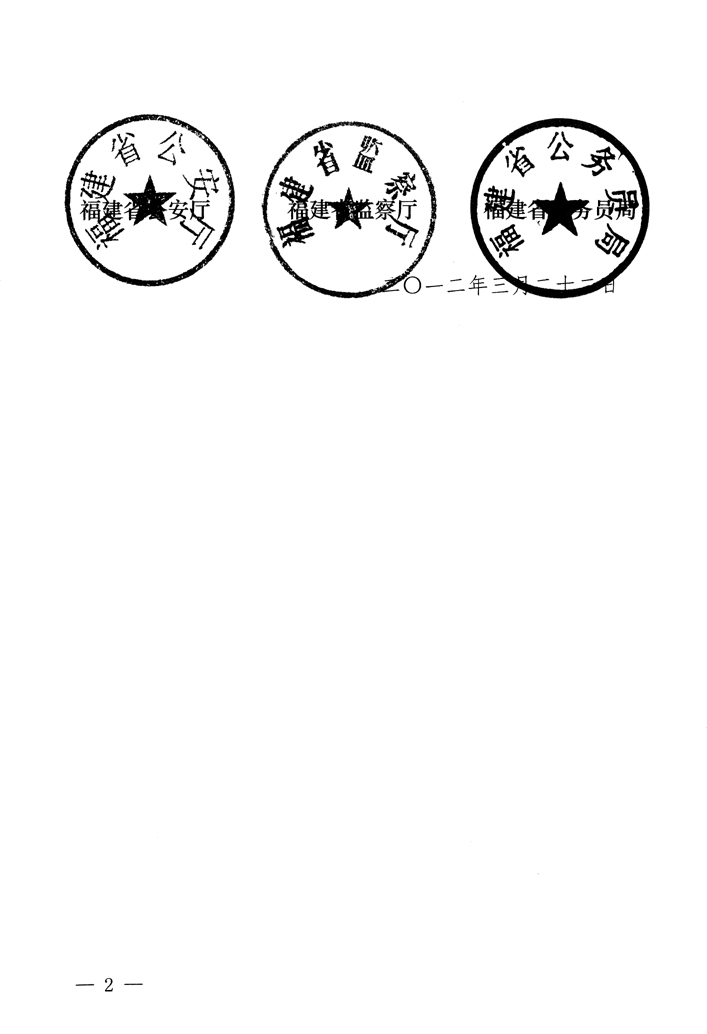 福建省公安厅
福建省监察厅
福建省公务员局
福建省公安厅 福建省监察厅 福建省公务员局
二〇一二年三月二十二日
— 2 —